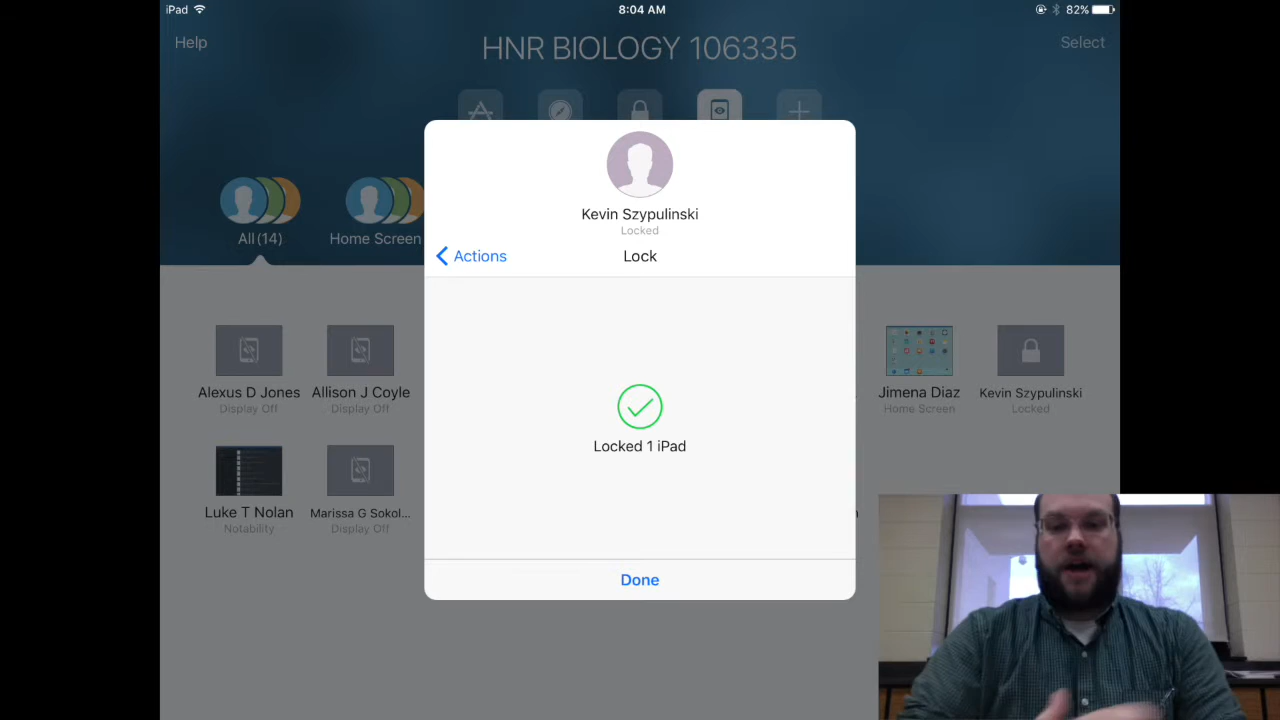 iPad
8:04 AM
82%
Help
HNR BIOLOGY 106335
Select
Kevin Szypulinski
Locked
All (14)
Home Screen
Actions
Lock
Alexus D Jones
Display Off
Allison J Coyle
Display Off
Jimena Diaz
Home Screen
Kevin Szypulinski
Locked
Locked 1 iPad
Luke T Nolan
Notability
Marissa G Sokol...
Display Off
Done